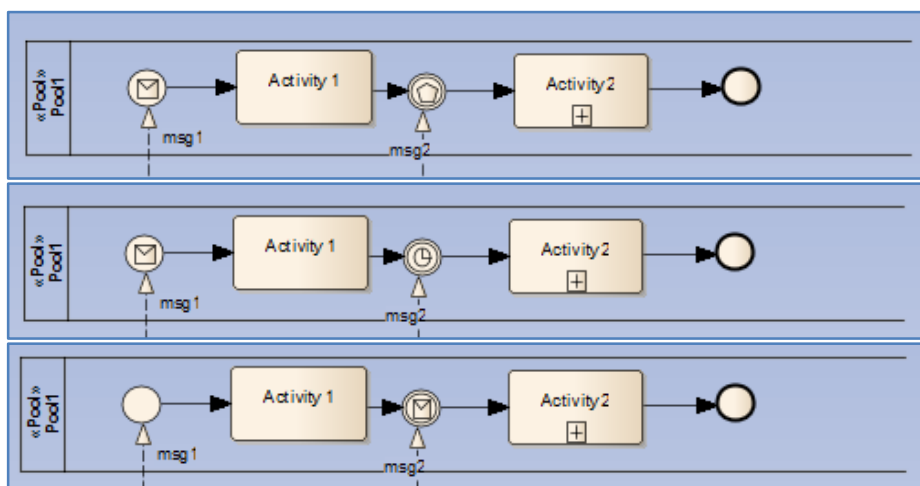 «Pool»
Pool1
Activity 1
Activity2
msg1
msg2
«Pool»
Pool1
Activity 1
Activity2
msg1
msg2
«Pool»
Pool1
Activity 1
Activity2
msg1
msg2